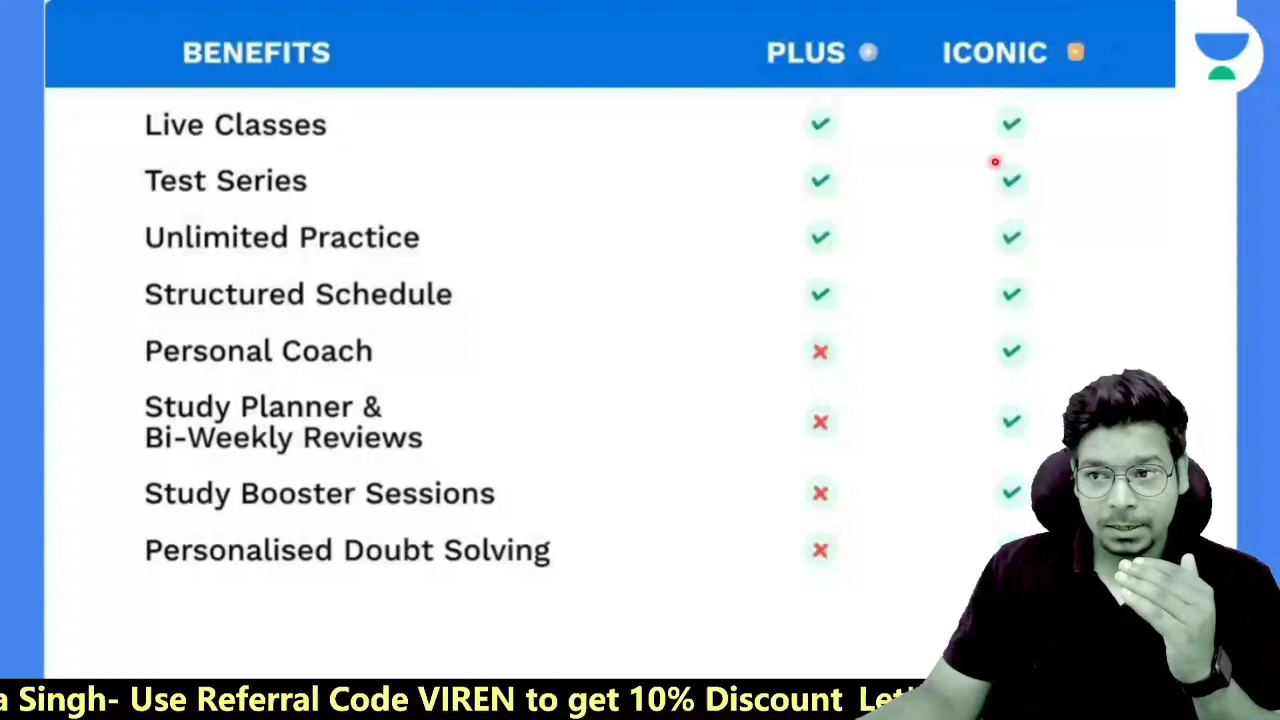 BENEFITS PLUS ICONIC
Live Classes
Test Series
Unlimited Practice
Structured Schedule
Personal Coach
Study Planner &
Bi-Weekly Reviews
Study Booster Sessions
Personalised Doubt Solving
a Singh- Use Referral Code VIREN to get 10% Discount